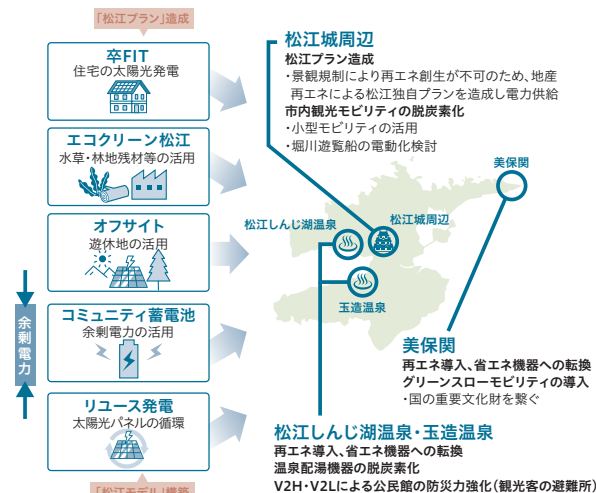 「松江プラン」造成
卒FIT
住宅の太陽光発電
エコクリーン松江
水草・林地残材等の活用
オフサイト
遊休地の活用
コミュニティ蓄電池
余剰電力の活用
リユース発電
太陽光パネルの循環
余剰電力
「松江モデル」構築
松江城周辺
松江プラン造成
・景観規制により再エネ創生が不可のため、地産
再エネによる松江独自プランを造成し電力供給
市内観光モビリティの脱炭素化
・小型モビリティの活用
・堀川遊覧船の電動化検討
美保関
松江しんじ湖温泉
松江城周辺
玉造温泉
美保関
再エネ導入、省エネ機器への転換
グリーンスローモビリティの導入
・国の重要文化財を繋ぐ
松江しんじ湖温泉・玉造温泉
再エネ導入、省エネ機器への転換
温泉配湯機器の脱炭素化
V2H・V2Lによる公民館の防災力強化（観光客の避難所）